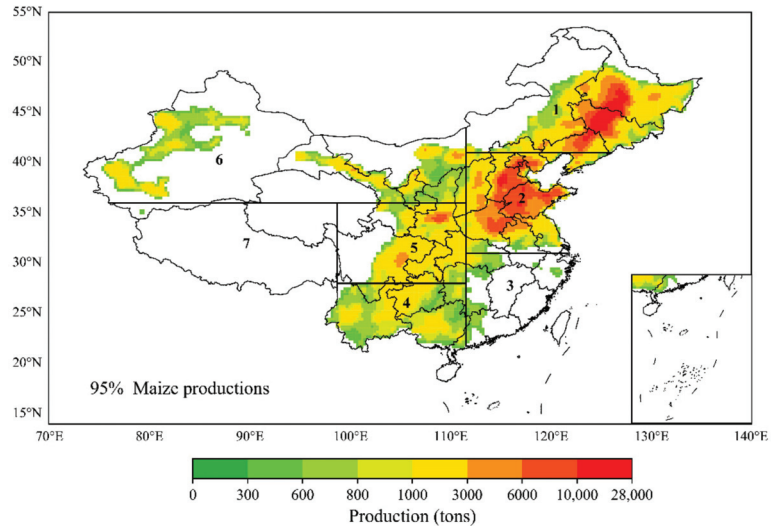 55°N
50°N
45°N
40°N
35°N
30°N
25°N
20°N
15°N
1
6
2
7
5
3
4
95% Maize productions
70°E 80°E 90°E 100°E 110°E 120°E 130°E 140°E
0 300 600 800 1000 3000 6000 10,000 28,000
Production (tons)